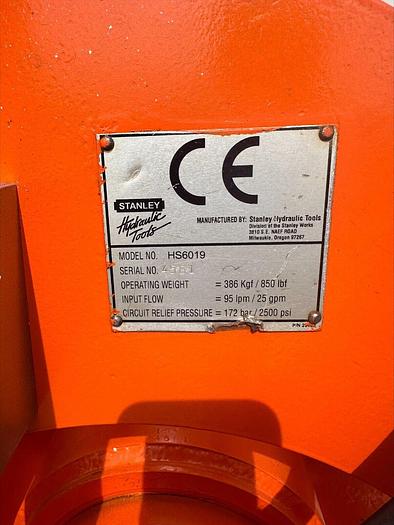 CE
STANLEY
Hydraulic
Tools
MANUFACTURED BY: Stanley Hydraulic Tools
Division of the Stanley Works
3810 S.E. NAEF ROAD
Milwaukie, Oregon 97267
MODEL NO. HS6019
SERIAL NO.
OPERATING WEIGHT = 386 Kgf / 850 lbf
INPUT FLOW = 95 lpm / 25 gpm
CIRCUIT RELIEF PRESSURE = 172 bar / 2500 psi
P/N